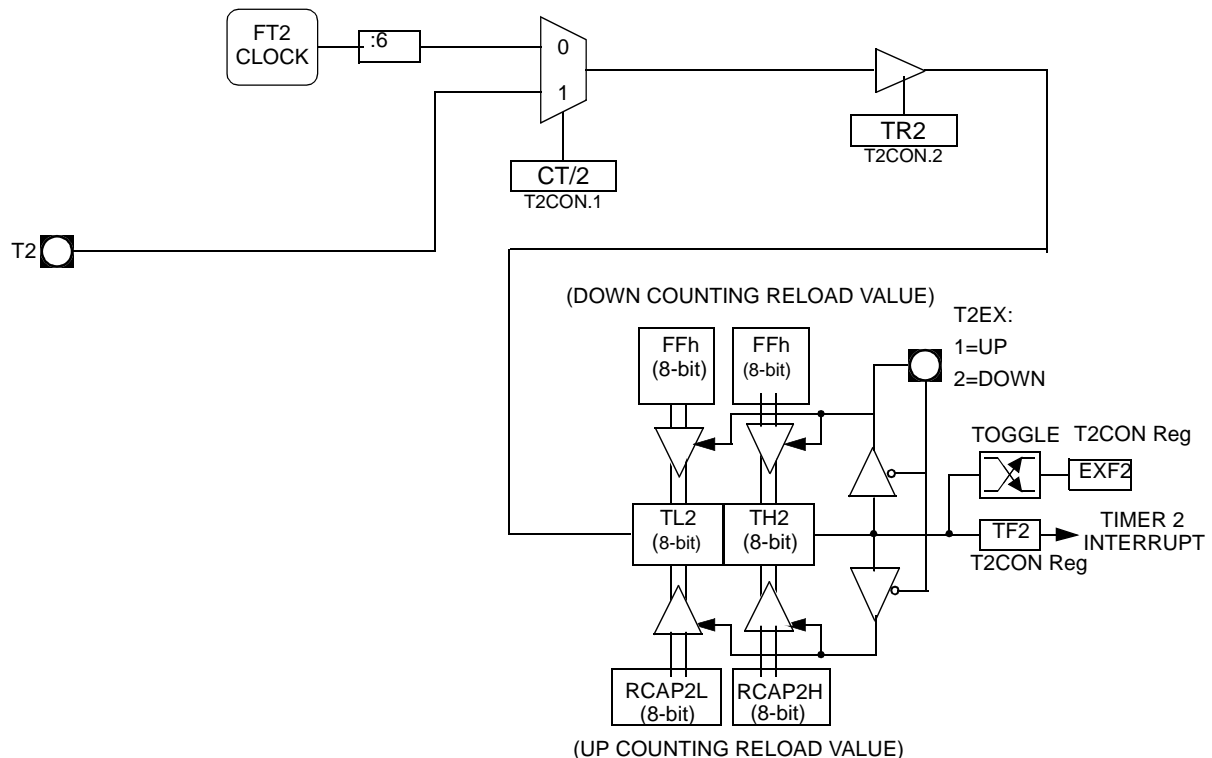 FT2
CLOCK
:6
0
1
TR2
T2CON.2
CT/2
T2CON.1
T2
(DOWN COUNTING RELOAD VALUE)
T2EX:
1=UP
2=DOWN
FFh
(8-bit)
FFh
(8-bit)
TOGGLE
T2CON Reg
EXF2
TL2
(8-bit)
TH2
(8-bit)
TF2
T2CON Reg
TIMER 2
INTERRUPT
RCAP2L
(8-bit)
RCAP2H
(8-bit)
(UP COUNTING RELOAD VALUE)